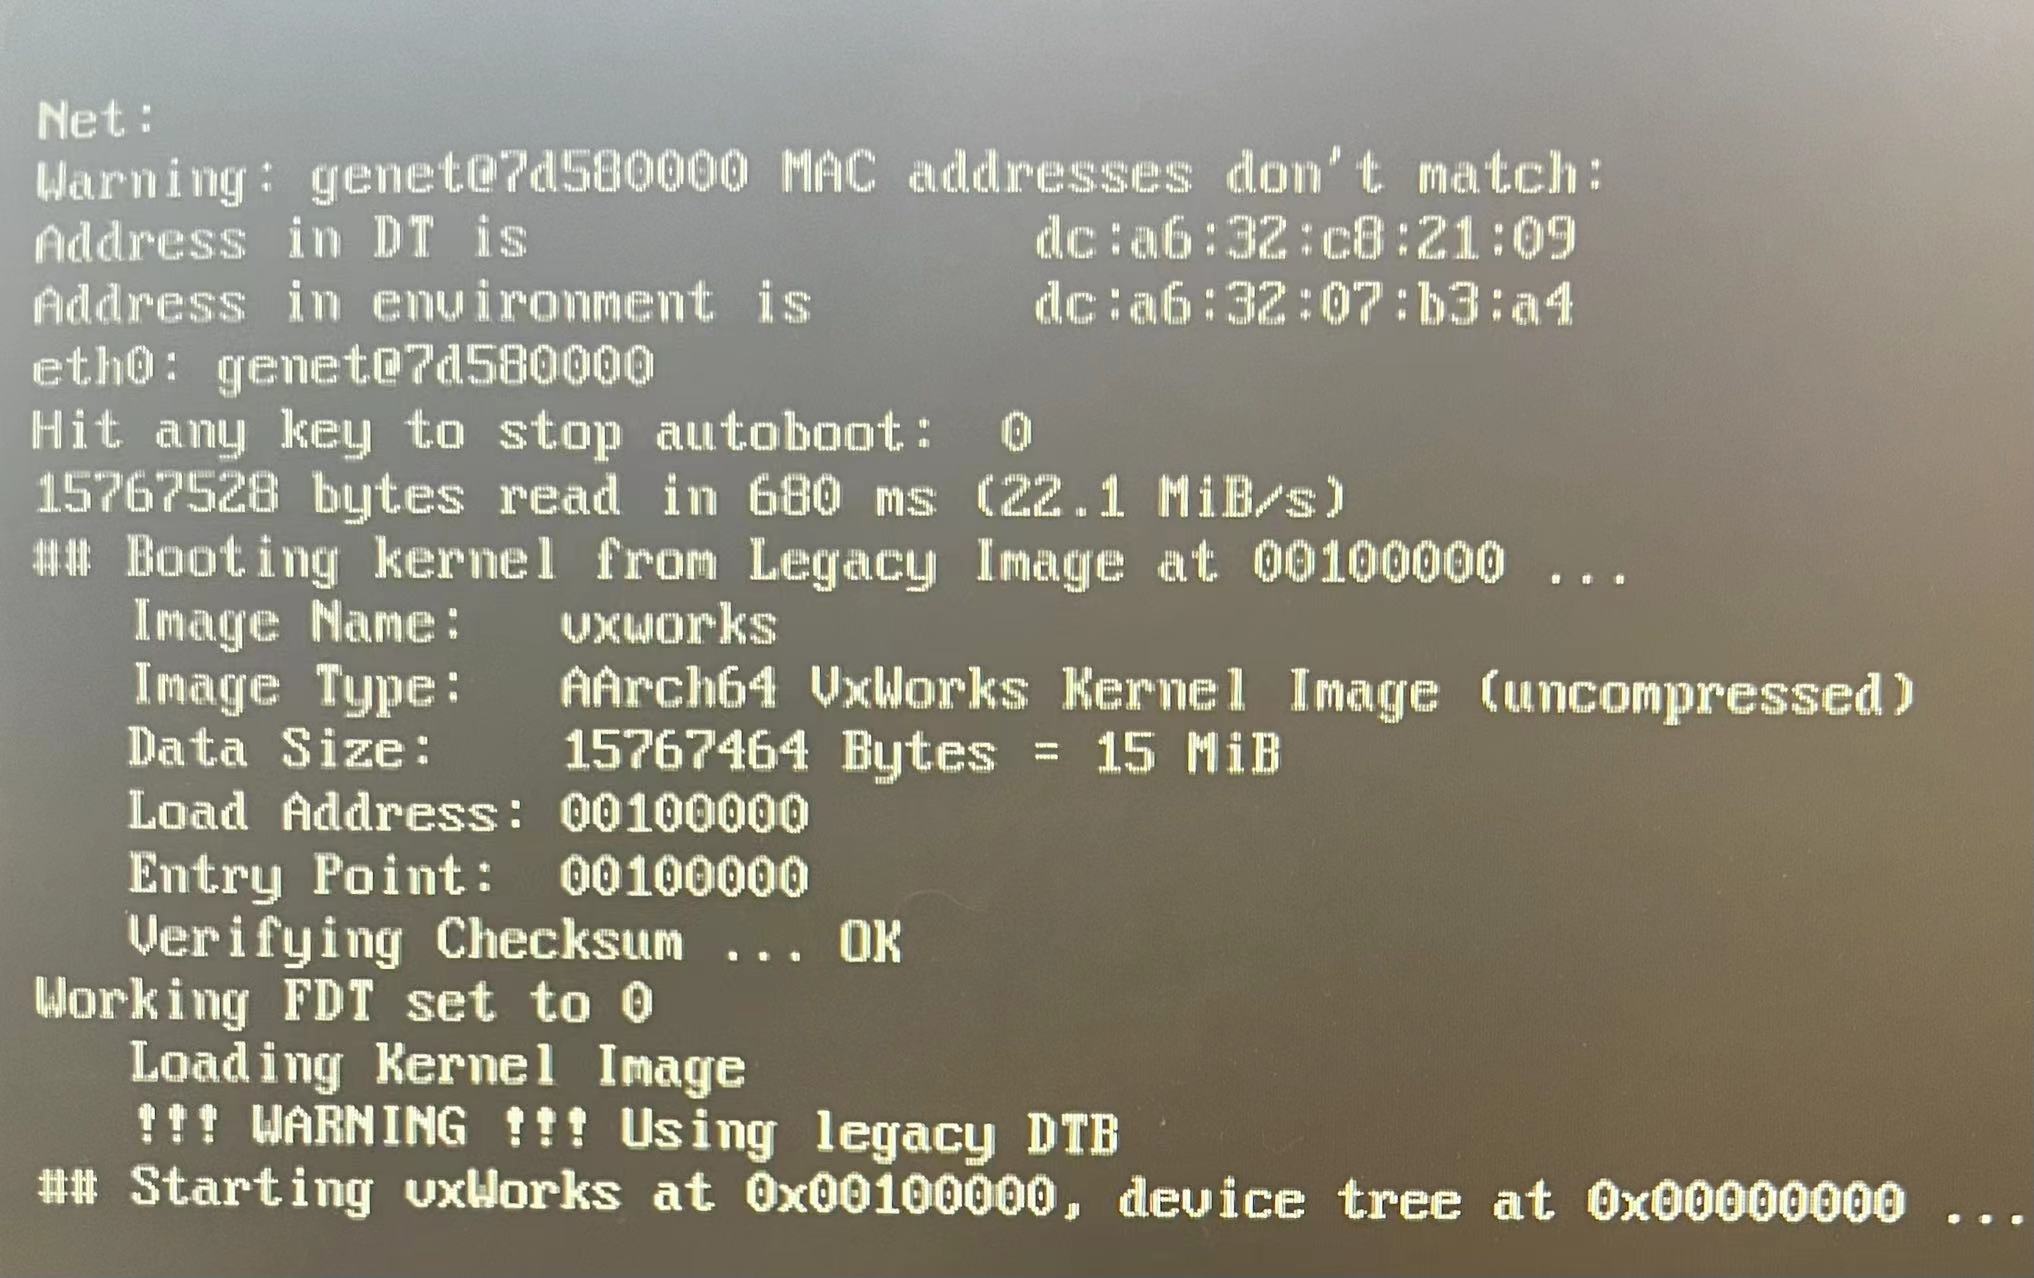 Net:
Warning: genet@7d580000 MAC addresses don't match:
Address in DT is                dc:a6:32:c8:21:09
Address in environment is       dc:a6:32:07:b3:a4
eth0: genet@7d580000
Hit any key to stop autoboot:  0
15767528 bytes read in 680 ms (22.1 MiB/s)
## Booting kernel from Legacy Image at 00100000 ...
   Image Name:   vxworks
   Image Type:   AArch64 VxWorks Kernel Image (uncompressed)
   Data Size:    15767464 Bytes = 15 MiB
   Load Address: 00100000
   Entry Point:  00100000
   Verifying Checksum ... OK
Working FDT set to 0
   Loading Kernel Image
   !!! WARNING !!! Using legacy DTB
## Starting vxWorks at 0x00100000, device tree at 0x00000000 ...